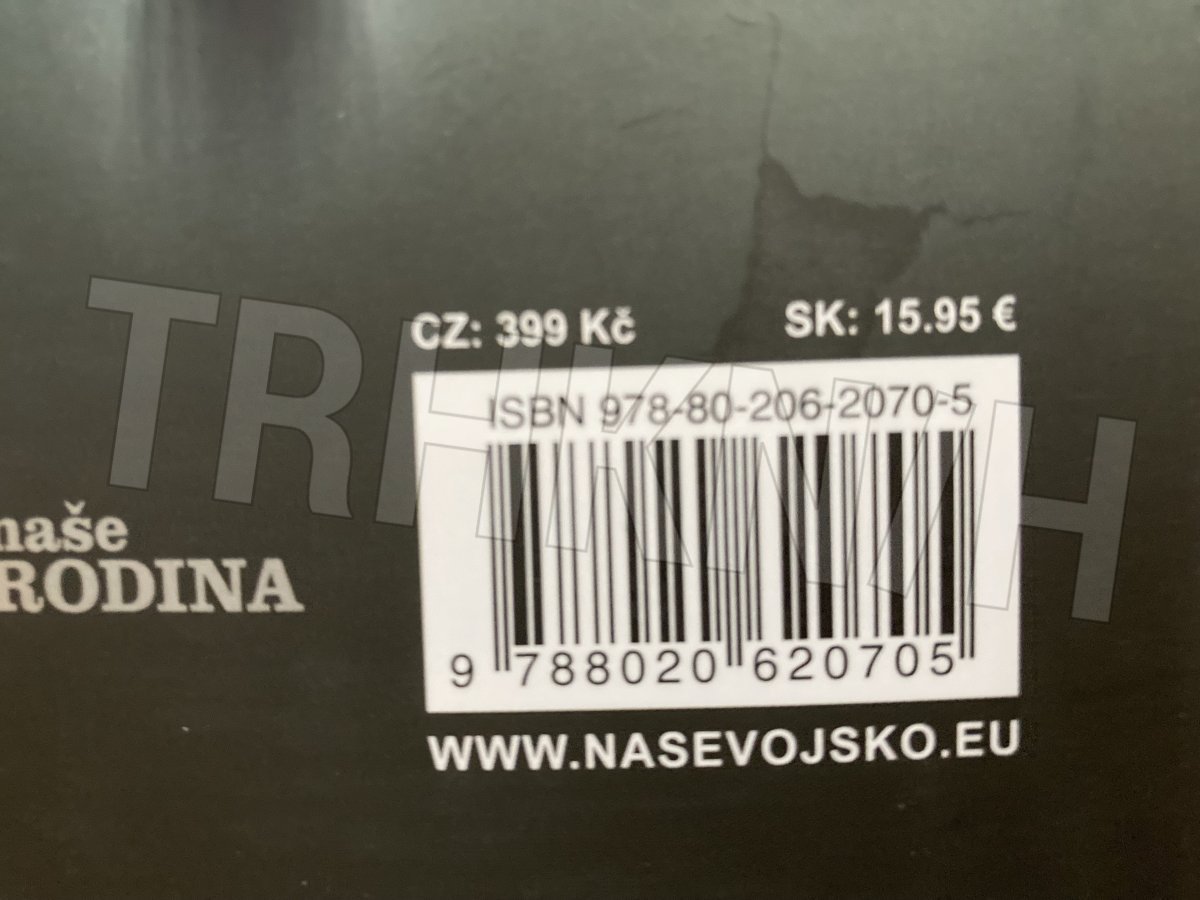 CZ: 399 Kč SK: 15.95 €
ISBN 978-80-206-2070-5
9 788020 620705
WWW.NASEVOJSKO.EU
naše
RODINA
TRHKNIH